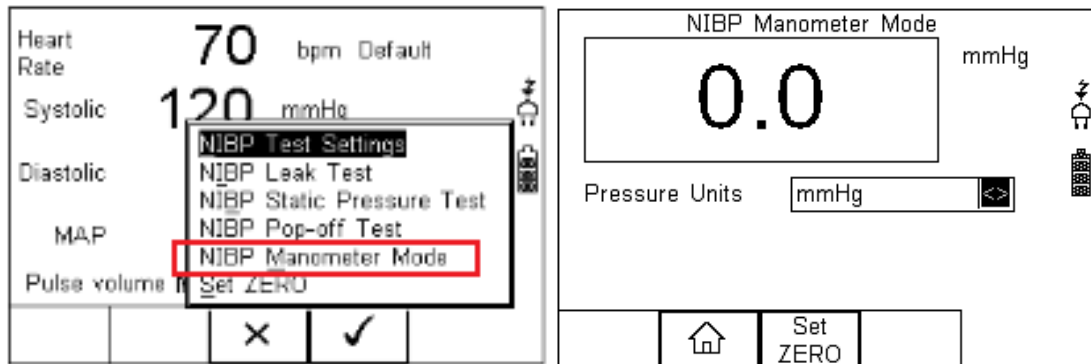 Heart Rate 70 bpm Default
Systolic 120 mmHg
NIBP Test Settings
Diastolic
NIBP Leak Test
NIBP Static Pressure Test
NIBP Pop-off Test
MAP
NIBP Manometer Mode
Pulse volume
Set ZERO
NIBP Manometer Mode
0.0 mmHg
Pressure Units mmHg <>
Set
ZERO